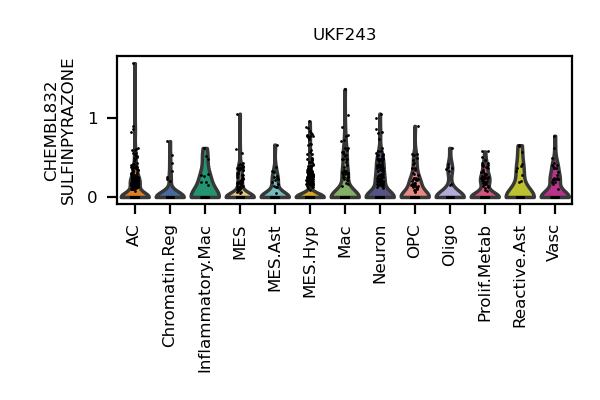 UKF243
CHEMBL832
SULFINPYRAZONE
1
0
AC
Chromatin.Reg
Inflammatory.Mac
MES
MES.Ast
MES.Hyp
Mac
Neuron
OPC
Oligo
Prolif.Metab
Reactive.Ast
Vasc